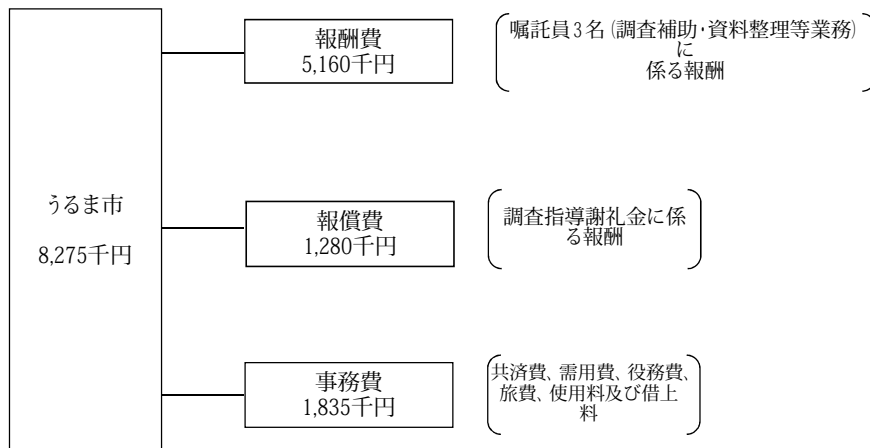 報酬費
5,160千円
嘱託員3名(調査補助・資料整理等業務)
に
係る報酬
うるま市
8,275千円
報償費
1,280千円
調査指導謝礼金に係
る報酬
事務費
1,835千円
共済費、需用費、役務費、
旅費、使用料及び借上
料